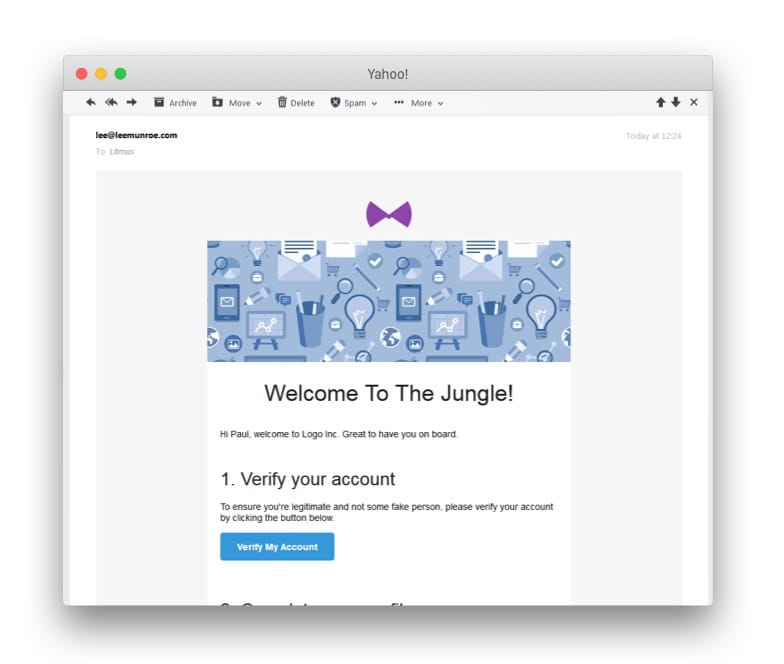 Yahoo!
Archive Move Delete Spam More
lee@leemunroe.com Today at 12:24
To Litmus
Welcome To The Jungle!
Hi Paul, welcome to Logo Inc. Great to have you on board.
1. Verify your account
To ensure you're legitimate and not some fake person, please verify your account
by clicking the button below.
Verify My Account